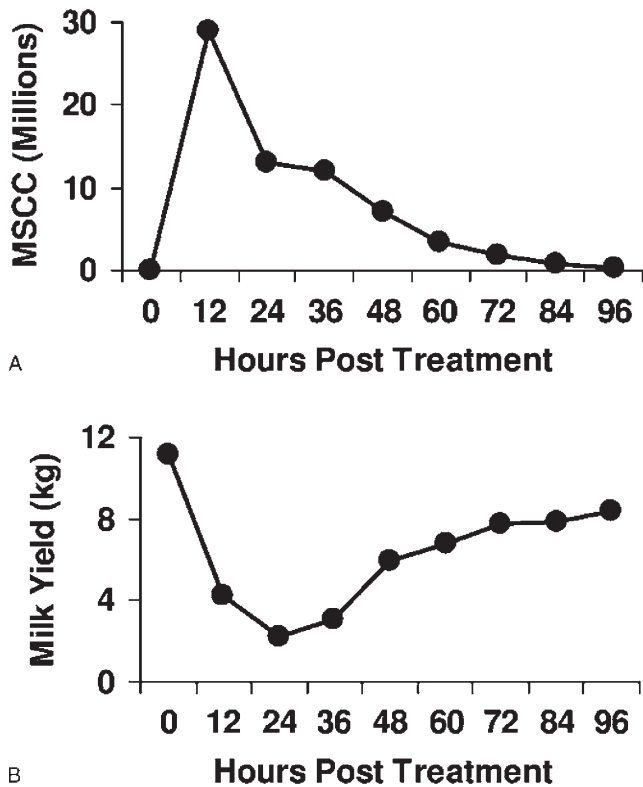 30
20
10
0
MSCC (Millions)
0 12 24 36 48 60 72 84 96
A
Hours Post Treatment
12
8
4
0
Milk Yield (kg)
0 12 24 36 48 60 72 84 96
B
Hours Post Treatment